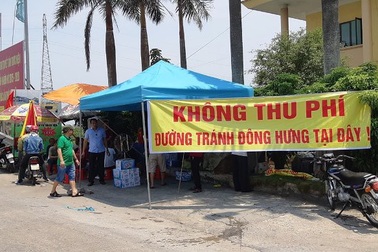 KHÔNG THU PHÍ
ĐƯỜNG TRÁNH ĐÔNG HƯNG TẠI ĐÂY !